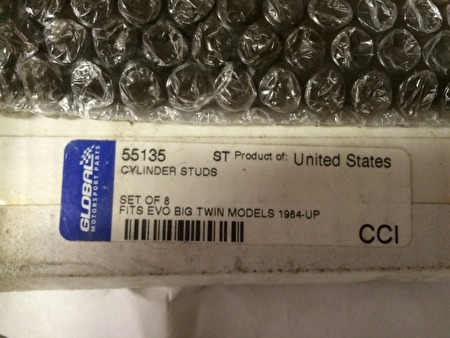 GLOBAL
MOTORSPORT PARTS
55135 ST Product of: United States
CYLINDER STUDS
SET OF 8
FITS EVO BIG TWIN MODELS 1984-UP
CCI